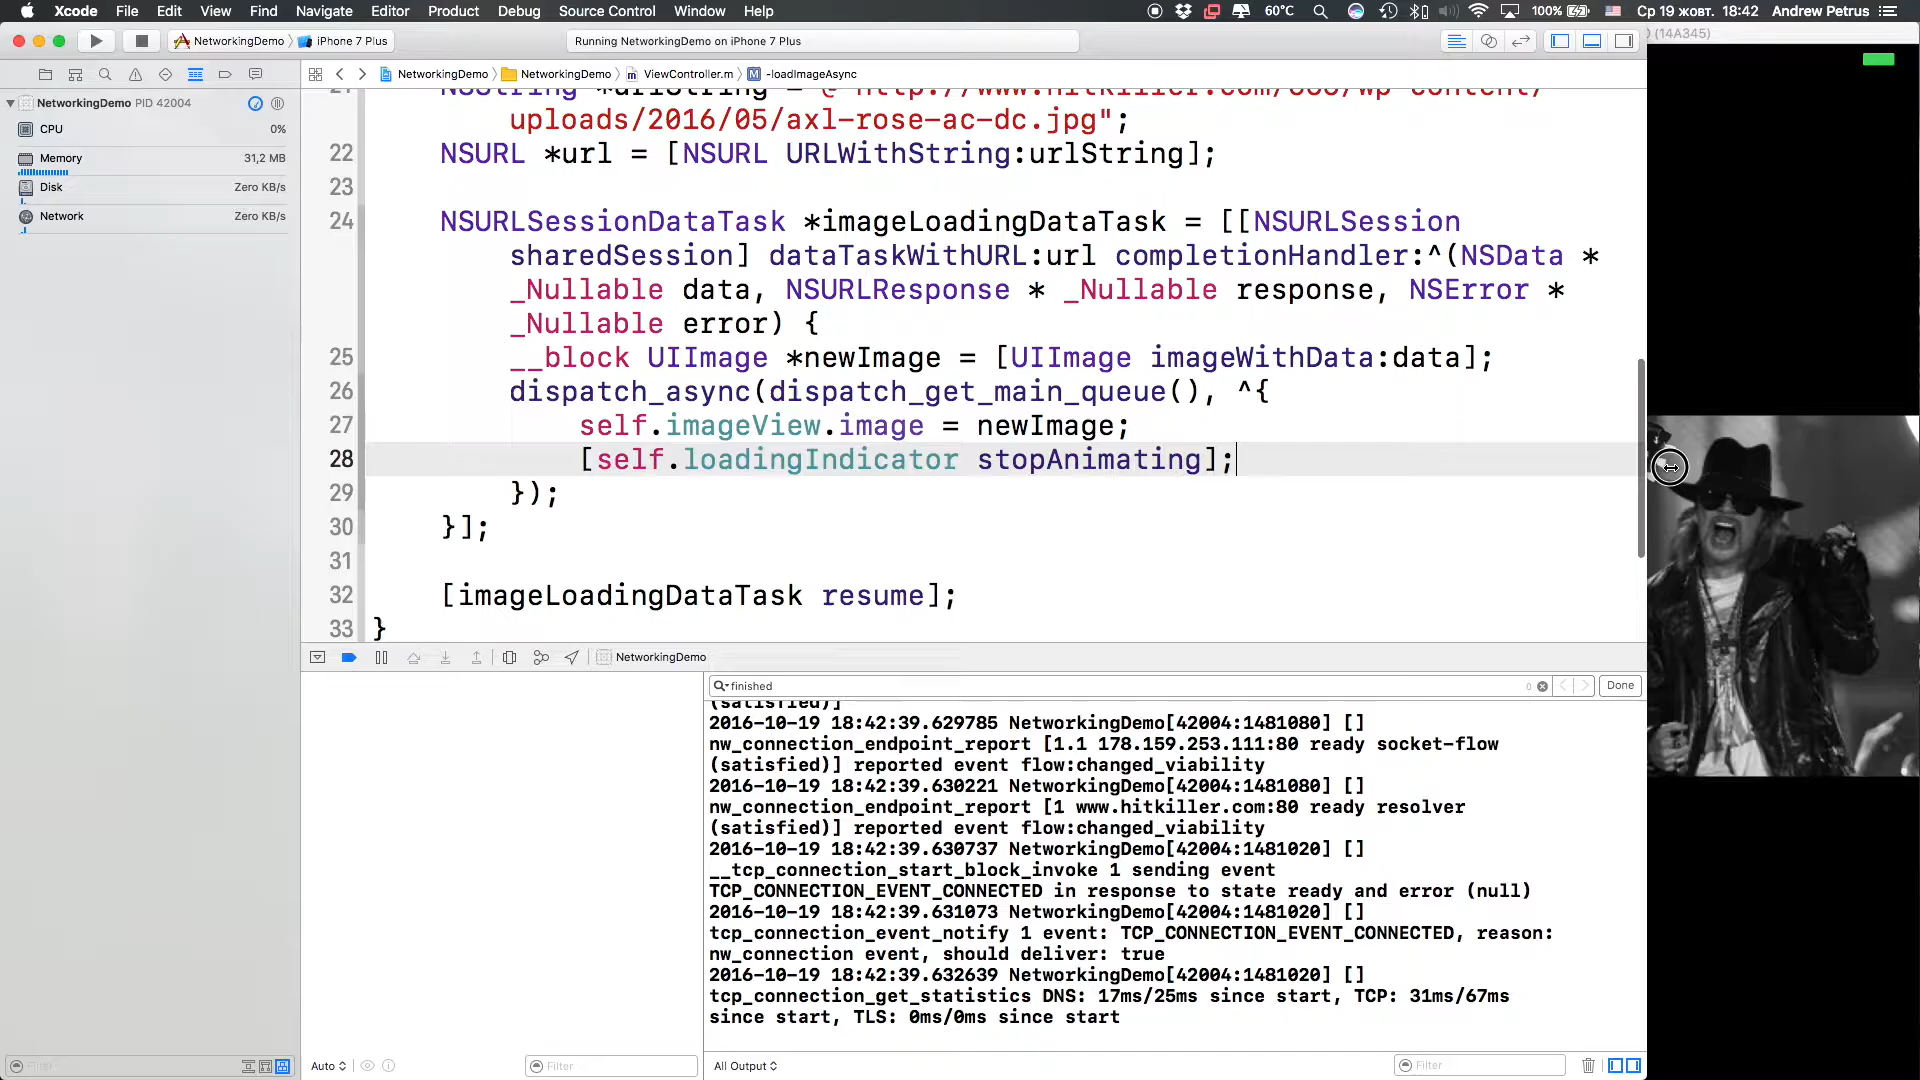 Xcode File Edit View Find Navigate Editor Product Debug Source Control Window Help
60°C 100% Ср 19 жовт. 18:42 Andrew Petrus
NetworkingDemo iPhone 7 Plus
Running NetworkingDemo on iPhone 7 Plus
(14A345)
NetworkingDemo NetworkingDemo ViewController.m -loadImageAsync
NetworkingDemo PID 42004
CPU 0%
Memory 31,2 MB
Disk Zero KB/s
Network Zero KB/s
uploads/2016/05/axl-rose-ac-dc.jpg";
22 NSURL *url = [NSURL URLWithString:urlString];
23
24 NSURLSessionDataTask *imageLoadingDataTask = [[NSURLSession
sharedSession] dataTaskWithURL:url completionHandler:^(NSData *
_Nullable data, NSURLResponse * _Nullable response, NSError *
_Nullable error) {
25 __block UIImage *newImage = [UIImage imageWithData:data];
26 dispatch_async(dispatch_get_main_queue(), ^{
27 self.imageView.image = newImage;
28 [self.loadingIndicator stopAnimating];
29 });
30 }];
31
32 [imageLoadingDataTask resume];
33 }
NetworkingDemo
finished 0 Done
(satisfied)]
2016-10-19 18:42:39.629785 NetworkingDemo[42004:1481080] []
nw_connection_endpoint_report [1.1 178.159.253.111:80 ready socket-flow
(satisfied)] reported event flow:changed_viability
2016-10-19 18:42:39.630221 NetworkingDemo[42004:1481080] []
nw_connection_endpoint_report [1 www.hitkiller.com:80 ready resolver
(satisfied)] reported event flow:changed_viability
2016-10-19 18:42:39.630737 NetworkingDemo[42004:1481020] []
__tcp_connection_start_block_invoke 1 sending event
TCP_CONNECTION_EVENT_CONNECTED in response to state ready and error (null)
2016-10-19 18:42:39.631073 NetworkingDemo[42004:1481020] []
tcp_connection_event_notify 1 event: TCP_CONNECTION_EVENT_CONNECTED, reason:
nw_connection event, should deliver: true
2016-10-19 18:42:39.632639 NetworkingDemo[42004:1481020] []
tcp_connection_get_statistics DNS: 17ms/25ms since start, TCP: 31ms/67ms
since start, TLS: 0ms/0ms since start
Filter Auto Filter All Output Filter